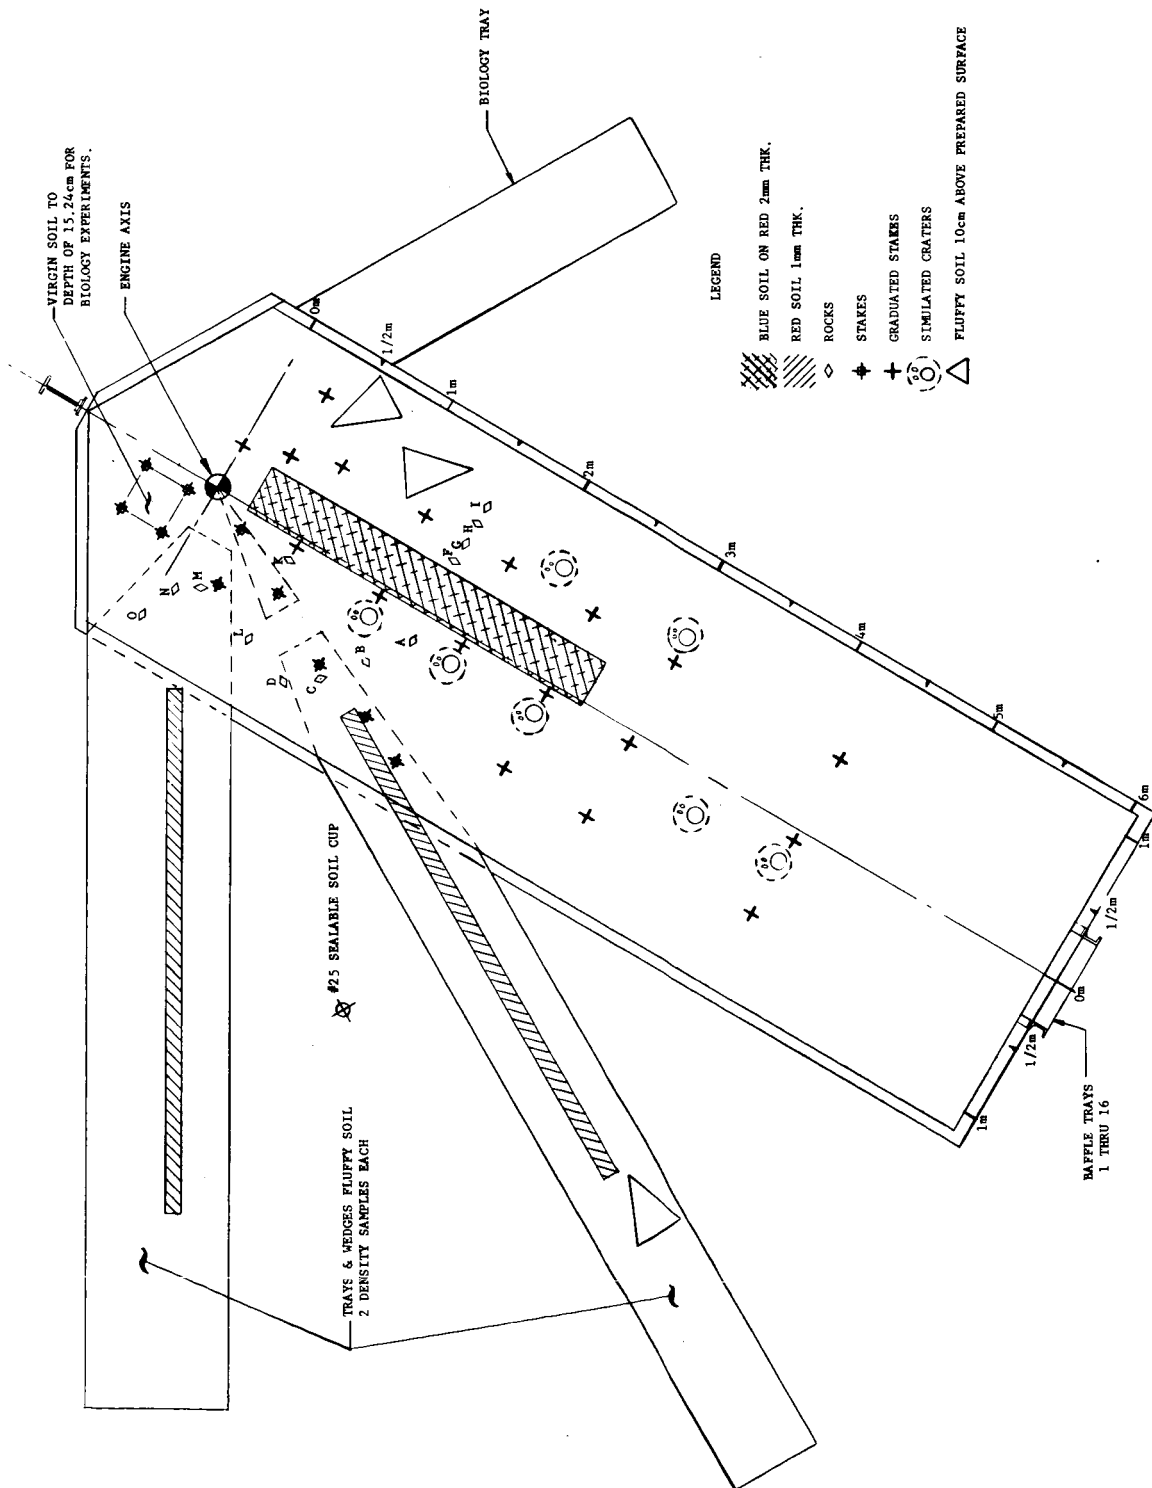 VIRGIN SOIL TO
DEPTH OF 15.24cm FOR
BIOLOGY EXPERIMENTS.
ENGINE AXIS
BIOLOGY TRAY
LEGEND
BLUE SOIL ON RED 2mm THK.
RED SOIL 1mm THK.
ROCKS
STAKES
GRADUATED STAKES
SIMULATED CRATERS
FLUFFY SOIL 10cm ABOVE PREPARED SURFACE
0m
1/2m
1m
2m
3m
4m
5m
6m
1m
1/2m
0m
1/2m
1m
BAFFLE TRAYS
1 THRU 16
#25 SEALABLE SOIL CUP
TRAYS & WEDGES FLUFFY SOIL
2 DENSITY SAMPLES EACH
O
N
M
L
K
D
C
B
A
F
G
H
I